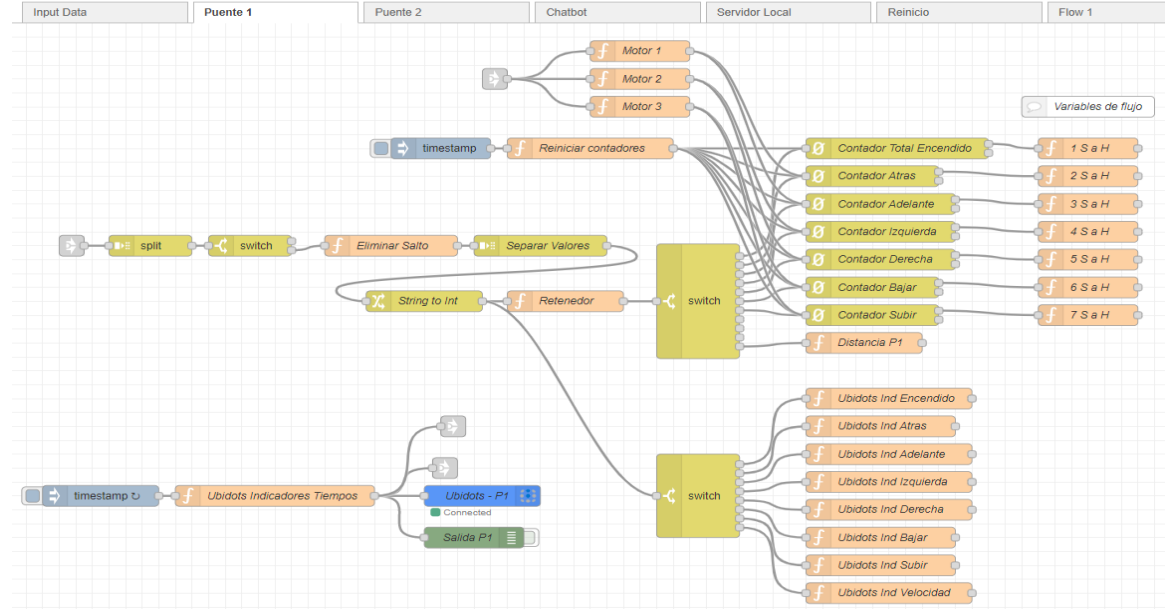 Input Data
Puente 1
Puente 2
Chatbot
Servidor Local
Reinicio
Flow 1
Motor 1
Motor 2
Motor 3
Variables de flujo
timestamp
Reiniciar contadores
Contador Total Encendido
1 S a H
Contador Atras
2 S a H
Contador Adelante
3 S a H
Contador Izquierda
4 S a H
Contador Derecha
5 S a H
Contador Bajar
6 S a H
Contador Subir
7 S a H
split
switch
Eliminar Salto
Separar Valores
String to Int
Retenedor
switch
Distancia P1
Ubidots Ind Encendido
Ubidots Ind Atras
Ubidots Ind Adelante
Ubidots Ind Izquierda
Ubidots Ind Derecha
Ubidots Ind Bajar
Ubidots Ind Subir
Ubidots Ind Velocidad
switch
timestamp ↻
Ubidots Indicadores Tiempos
Ubidots - P1
Connected
Salida P1